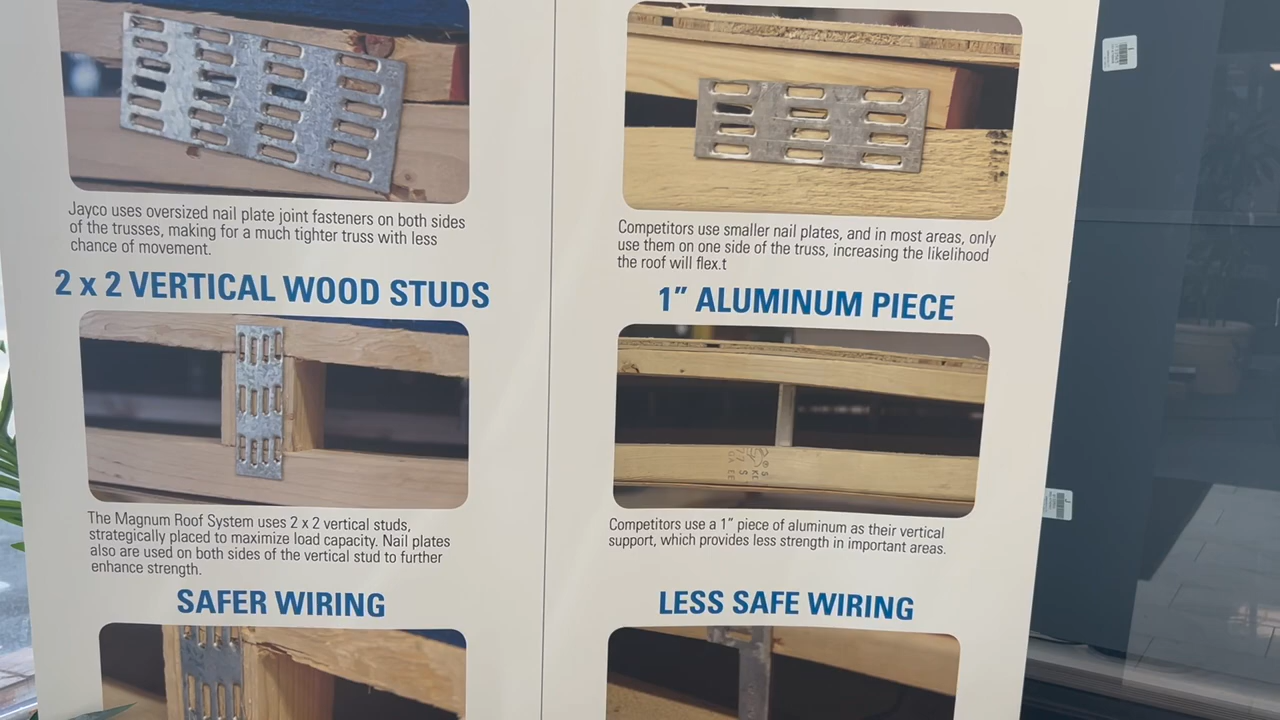 Jayco uses oversized nail plate joint fasteners on both sides
of the trusses, making for a much tighter truss with less
chance of movement.
2 x 2 VERTICAL WOOD STUDS
The Magnum Roof System uses 2 x 2 vertical studs,
strategically placed to maximize load capacity. Nail plates
also are used on both sides of the vertical stud to further
enhance strength.
SAFER WIRING
Competitors use smaller nail plates, and in most areas, only
use them on one side of the truss, increasing the likelihood
the roof will flex.t
1” ALUMINUM PIECE
Competitors use a 1” piece of aluminum as their vertical
support, which provides less strength in important areas.
LESS SAFE WIRING